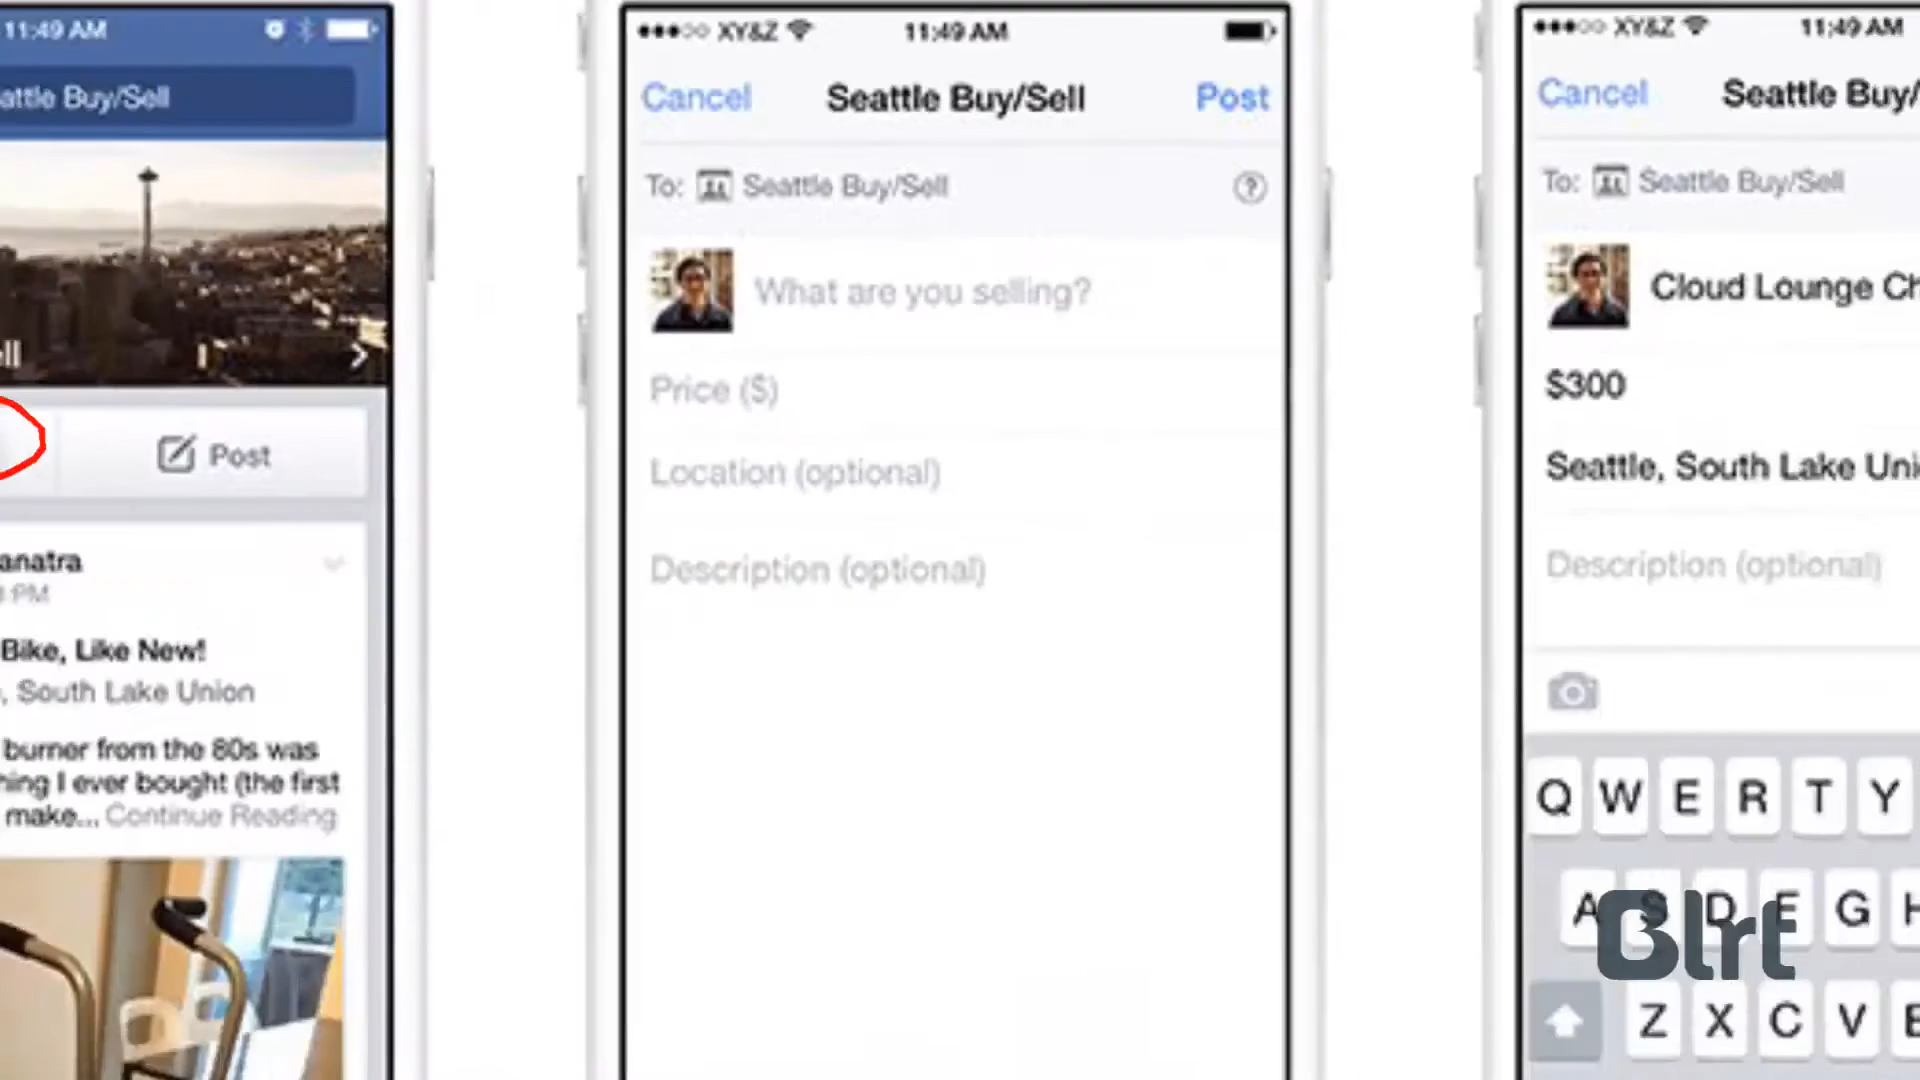 11:49 AM
attle Buy/Sell
ll
Post
anatra
PM
Bike, Like New!
, South Lake Union
burner from the 80s was
hing I ever bought (the first
make... Continue Reading
XY&Z 11:49 AM
Cancel Seattle Buy/Sell Post
To: Seattle Buy/Sell ?
What are you selling?
Price ($)
Location (optional)
Description (optional)
XY&Z 11:49 AM
Cancel Seattle Buy/
To: Seattle Buy/Sell
Cloud Lounge Ch
$300
Seattle, South Lake Uni
Description (optional)
Q W E R T Y
A S D F G H
Z X C V B
Blrt